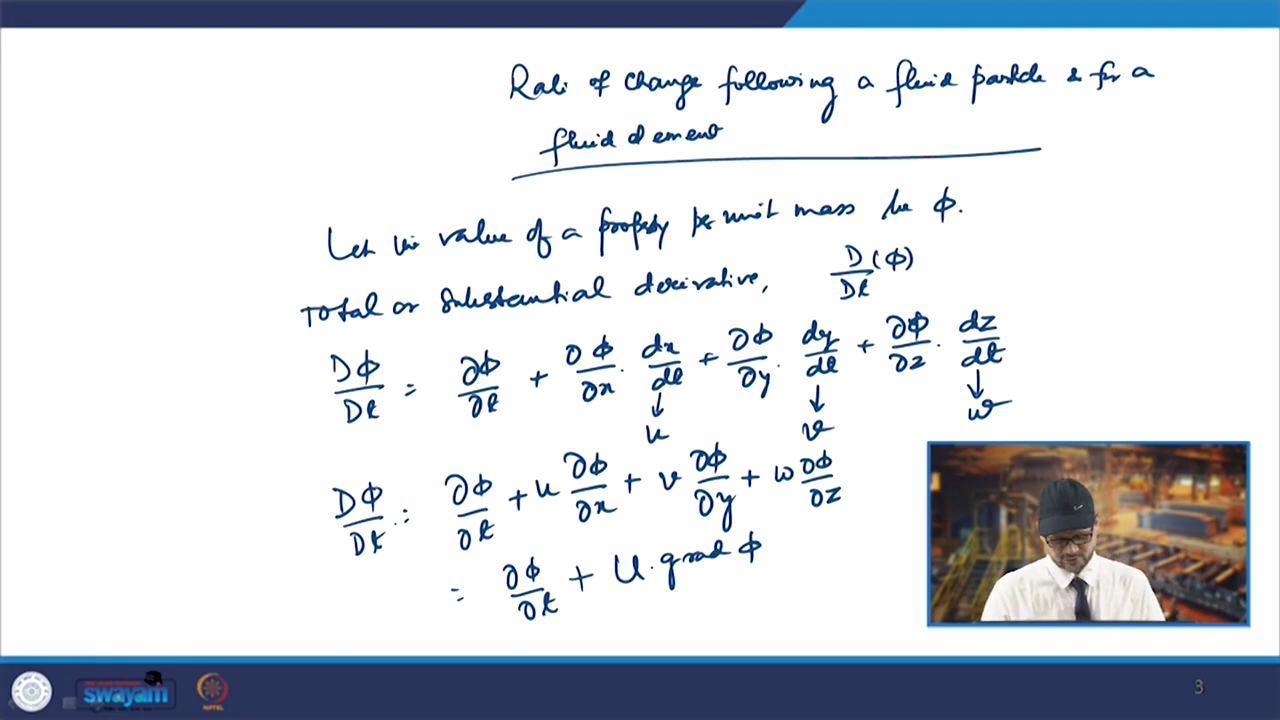 Rate of change following a fluid particle & for a
fluid element
Let the value of a property per unit mass be ϕ.
Total or substantial derivative, D/Dt (ϕ)
Dϕ/Dt = ∂ϕ/∂t + ∂ϕ/∂x · dx/dt + ∂ϕ/∂y · dy/dt + ∂ϕ/∂z · dz/dt
↓ u ↓ v ↓ w
Dϕ/Dt = ∂ϕ/∂t + u ∂ϕ/∂x + v ∂ϕ/∂y + w ∂ϕ/∂z
= ∂ϕ/∂t + U · grad ϕ
swayam
3